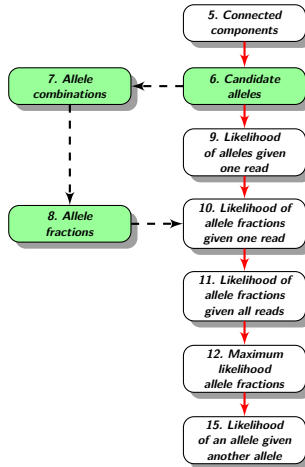 5. Connected
components
7. Allele
combinations
6. Candidate
alleles
9. Likelihood
of alleles given
one read
8. Allele
fractions
10. Likelihood of
allele fractions
given one read
11. Likelihood of
allele fractions
given all reads
12. Maximum
likelihood
allele fractions
15. Likelihood
of an allele given
another allele